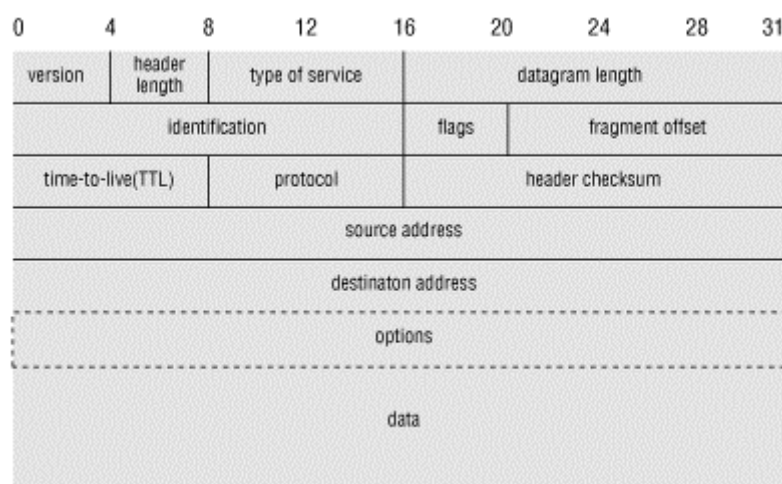 0 4 8 12 16 20 24 28 31
version header length type of service datagram length
identification flags fragment offset
time-to-live(TTL) protocol header checksum
source address
destinaton address
options
data